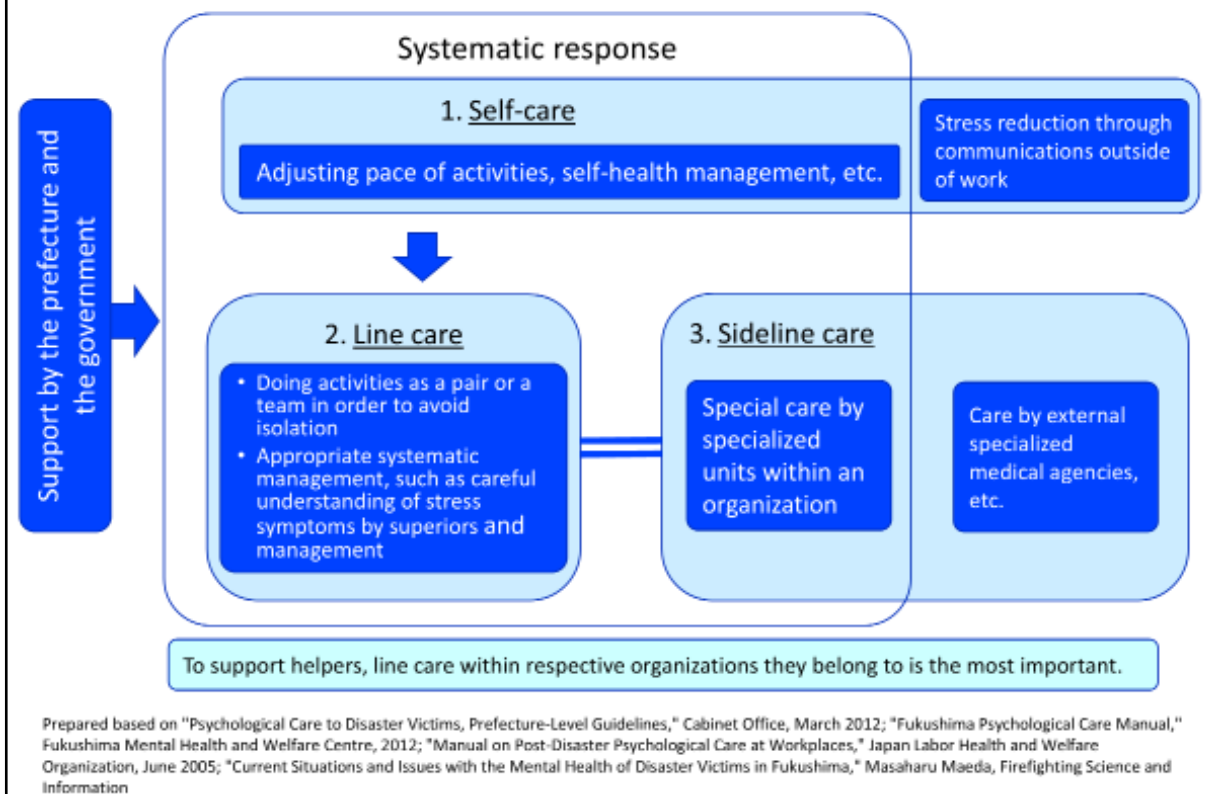 Systematic response
Support by the prefecture and
the government
1. Self-care
Adjusting pace of activities, self-health management, etc.
Stress reduction through
communications outside
of work
2. Line care
• Doing activities as a pair or a
team in order to avoid
isolation
• Appropriate systematic
management, such as careful
understanding of stress
symptoms by superiors and
management
3. Sideline care
Special care by
specialized
units within an
organization
Care by external
specialized
medical agencies,
etc.
To support helpers, line care within respective organizations they belong to is the most important.
Prepared based on "Psychological Care to Disaster Victims, Prefecture-Level Guidelines," Cabinet Office, March 2012; "Fukushima Psychological Care Manual,"
Fukushima Mental Health and Welfare Centre, 2012; "Manual on Post-Disaster Psychological Care at Workplaces," Japan Labor Health and Welfare
Organization, June 2005; "Current Situations and Issues with the Mental Health of Disaster Victims in Fukushima," Masaharu Maeda, Firefighting Science and
Information